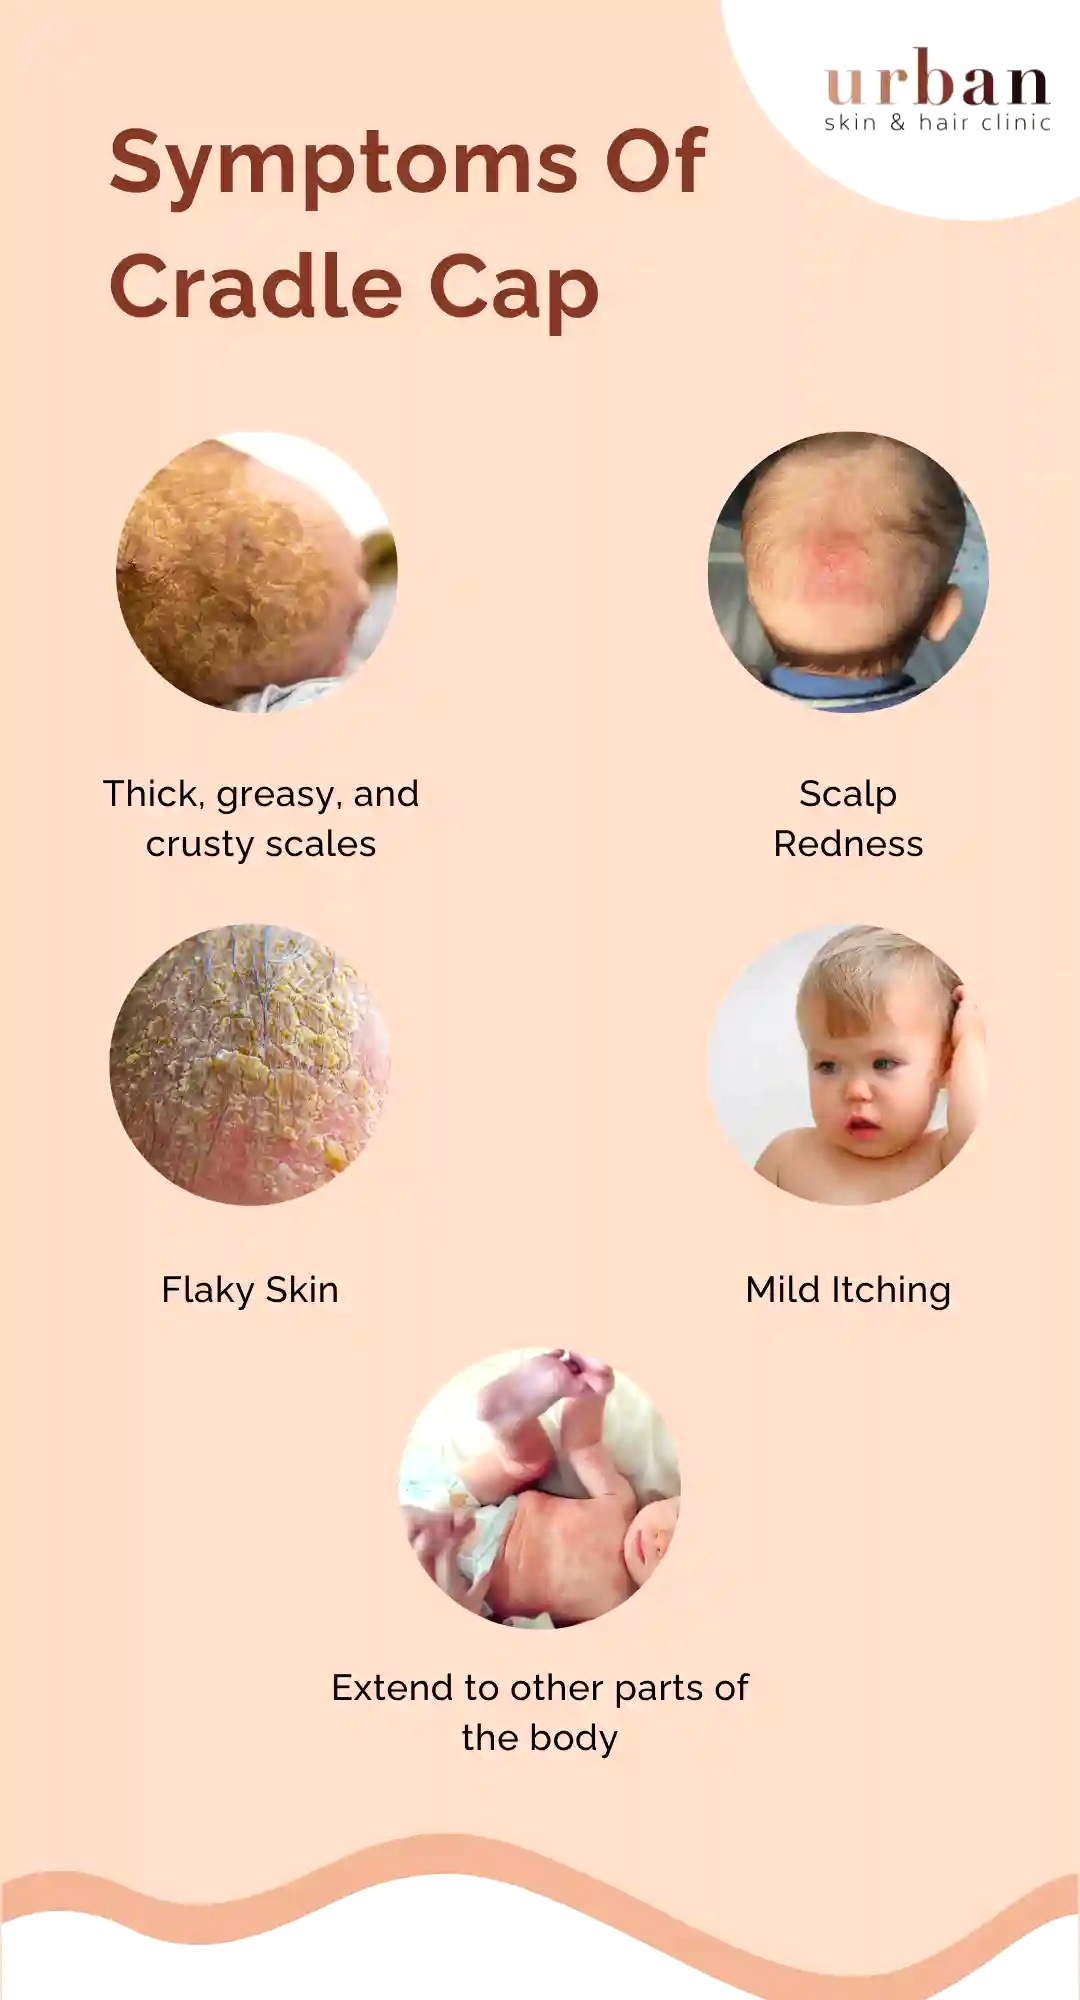 urban
skin & hair clinic
Symptoms Of
Cradle Cap
Thick, greasy, and
crusty scales
Scalp
Redness
Flaky Skin
Mild Itching
Extend to other parts of
the body